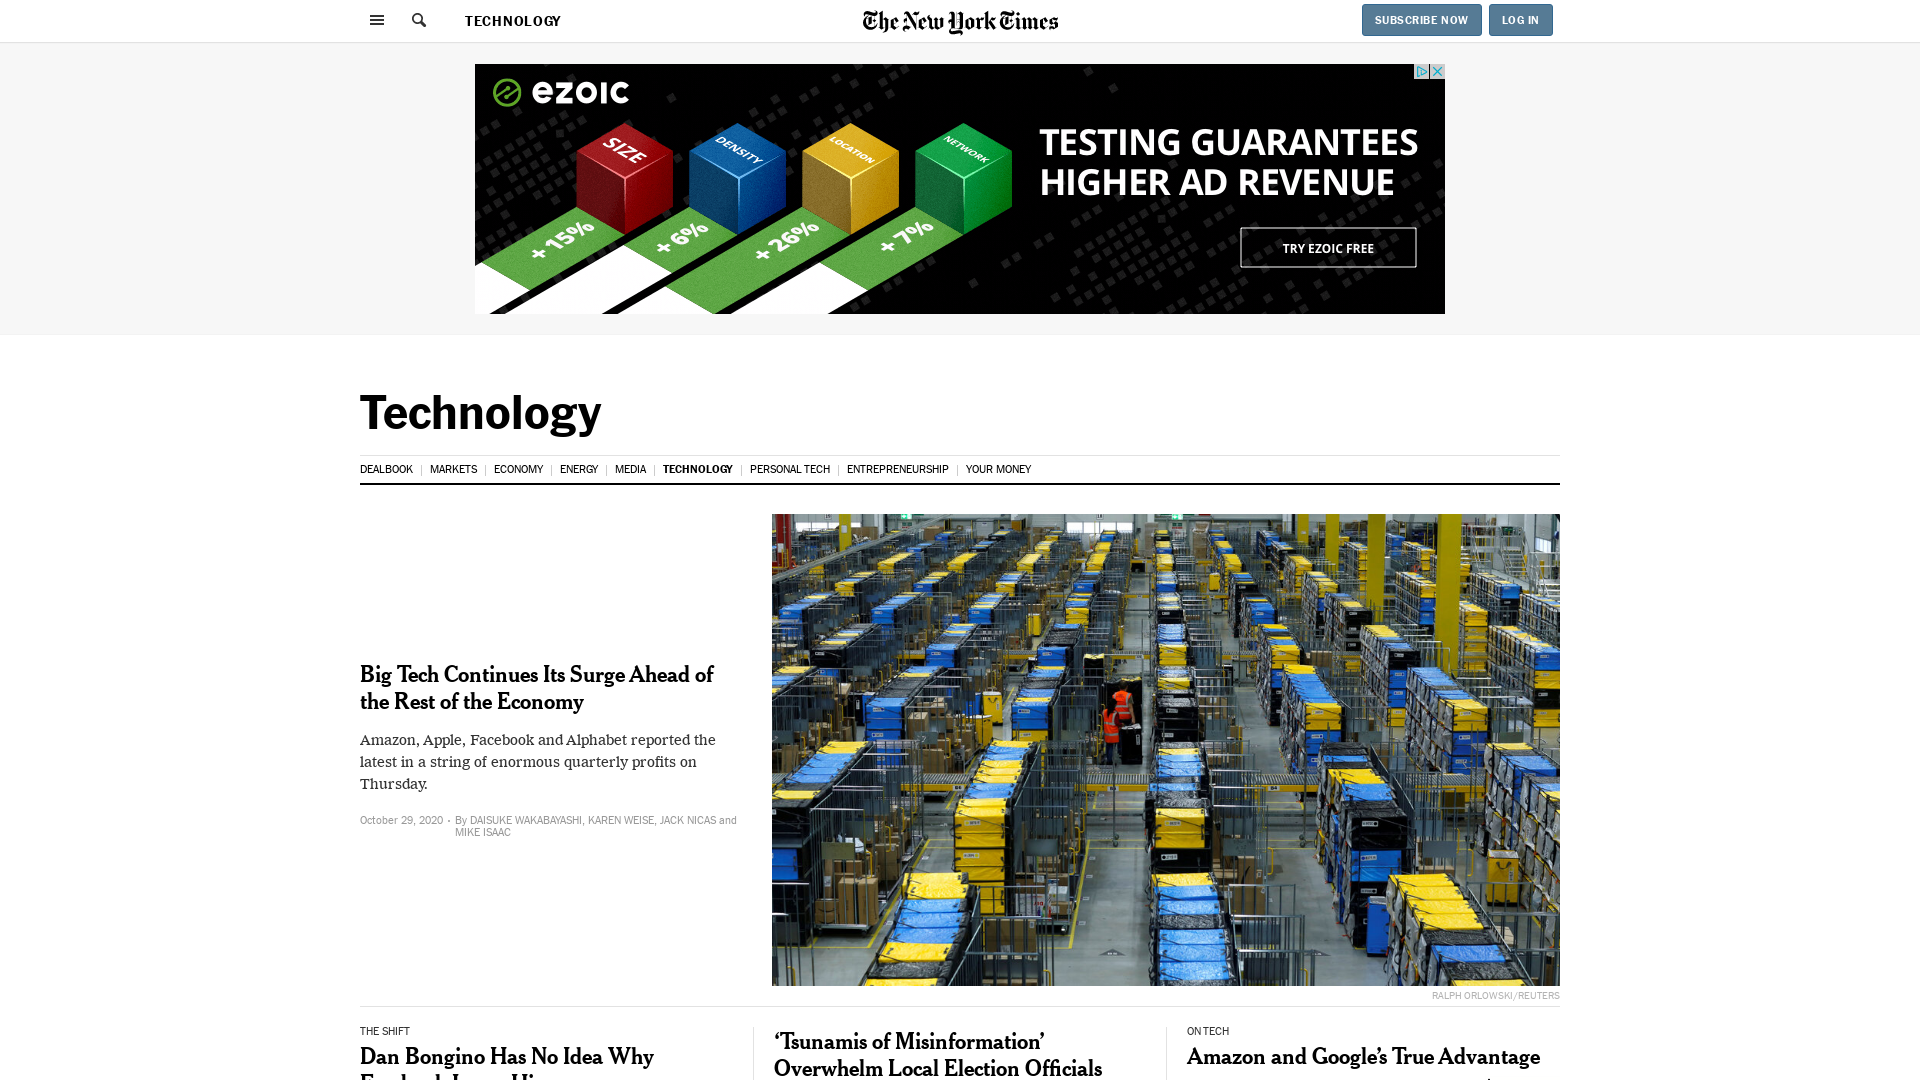 TECHNOLOGY
The New York Times
SUBSCRIBE NOW
LOG IN
ezoic
SIZE
DENSITY
LOCATION
NETWORK
+ 15%
+ 6%
+ 26%
+ 7%
TESTING GUARANTEES
HIGHER AD REVENUE
TRY EZOIC FREE
Technology
DEALBOOK
MARKETS
ECONOMY
ENERGY
MEDIA
TECHNOLOGY
PERSONAL TECH
ENTREPRENEURSHIP
YOUR MONEY
Big Tech Continues Its Surge Ahead of
the Rest of the Economy
Amazon, Apple, Facebook and Alphabet reported the
latest in a string of enormous quarterly profits on
Thursday.
October 29, 2020 • By DAISUKE WAKABAYASHI, KAREN WEISE, JACK NICAS and
MIKE ISAAC
RALPH ORLOWSKI/REUTERS
THE SHIFT
Dan Bongino Has No Idea Why
‘Tsunamis of Misinformation’
Overwhelm Local Election Officials
ON TECH
Amazon and Google’s True Advantage